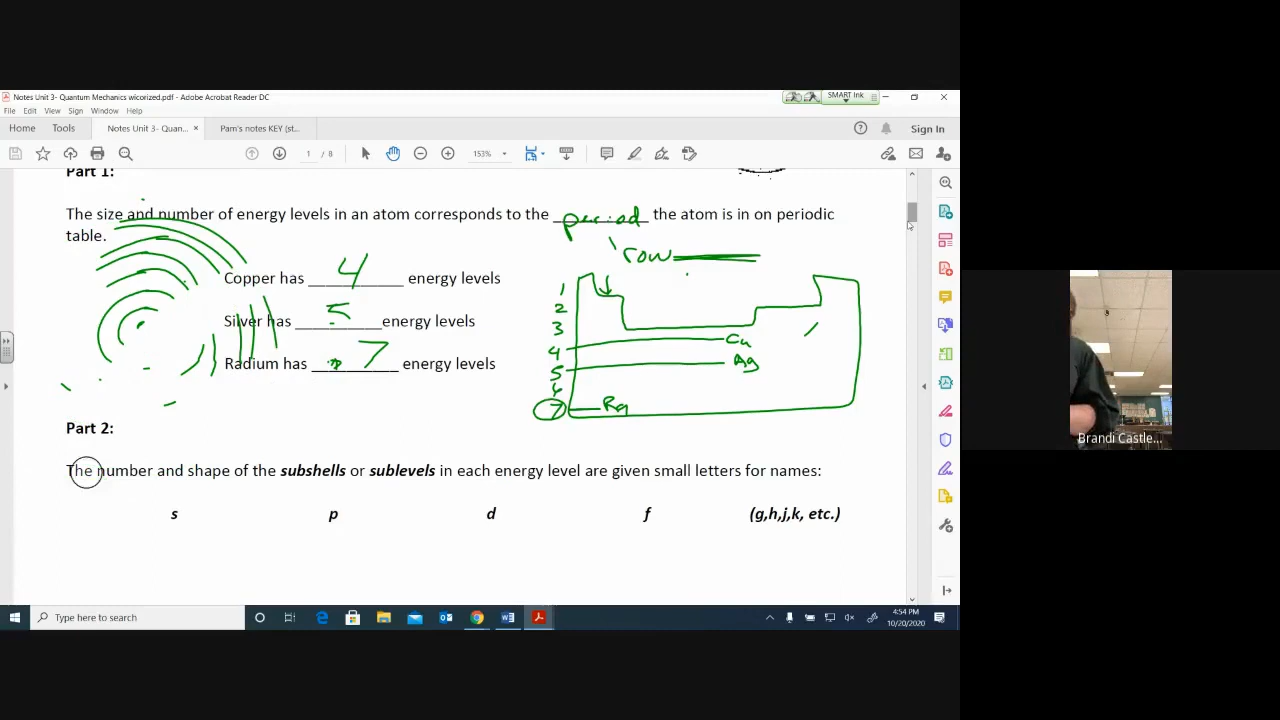 Notes Unit 3- Quantum Mechanics wicorized.pdf - Adobe Acrobat Reader DC
SMART Ink
File Edit View Sign Window Help
Home Tools Notes Unit 3- Quan... × Pam's notes KEY (st... Sign In
1 / 8 153%
Part 1:
The size and number of energy levels in an atom corresponds to the period the atom is in on periodic
table.
row
Copper has 4 energy levels
Silver has 5 energy levels
Radium has 7 energy levels
1
2
3
4 Cu
5 Ag
6
7 Ra
Part 2:
The number and shape of the subshells or sublevels in each energy level are given small letters for names:
s p d f (g,h,j,k, etc.)
Brandi Castle...
Type here to search
4:54 PM
10/20/2020